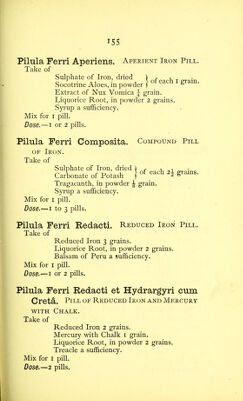 155
Pilula Ferri Aperiens. Aperient Iron Pill.
Take of
Sulphate of Iron, dried } of each 1 grain.
Socotrine Aloes, in powder }
Extract of Nux Vomica ¼ grain.
Liquorice Root, in powder 2 grains.
Syrup a sufficiency.
Mix for 1 pill.
Dose.—1 or 2 pills.
Pilula Ferri Composita. Compound Pill
of Iron.
Take of
Sulphate of Iron, dried } of each 2½ grains.
Carbonate of Potash }
Tragacanth, in powder grain.
Syrup a sufficiency.
Mix for 1 pill.
Dose.—1 to 3 pills.
Pilula Ferri Redacti. Reduced Iron Pill.
Take of
Reduced Iron 3 grains.
Liquorice Root, in powder 2 grains.
Balsam of Peru a sufficiency.
Mix for 1 pill.
Dose.—1 or 2 pills.
Pilula Ferri Redacti et Hydrargyri cum
Cretâ. Pill of Reduced Iron and Mercury
with Chalk.
Take of
Reduced Iron 2 grains.
Mercury with Chalk 1 grain.
Liquorice Root, in powder 2 grains.
Treacle a sufficiency.
Mix for 1 pill.
Dose.—2 pills.